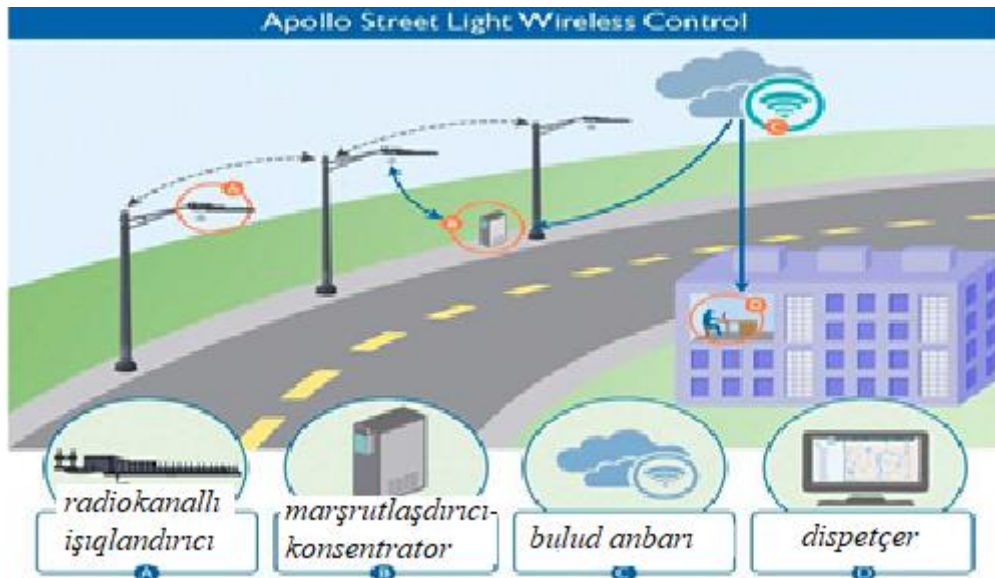 Apollo Street Light Wireless Control
A
B
C
D
radiokanallı
işıqlandırıcı
marşrutlaşdırıcı-
konsentrator
bulud anbarı
dispetçer
A
B
C
D